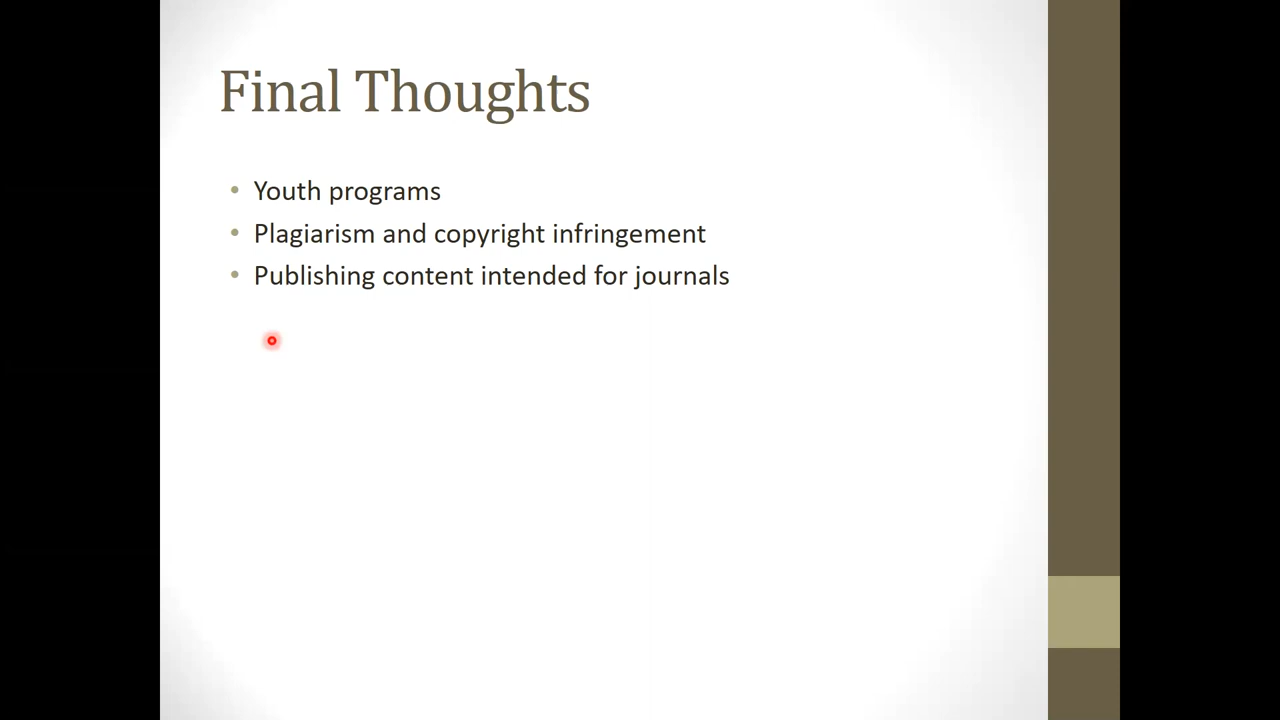 Final Thoughts
• Youth programs
• Plagiarism and copyright infringement
• Publishing content intended for journals